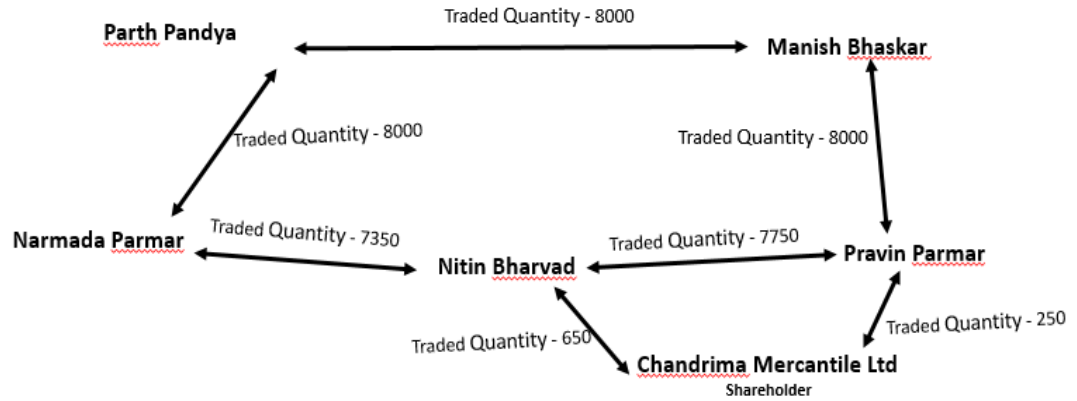 Traded Quantity - 8000
Parth Pandya
Manish Bhaskar
Traded Quantity - 8000
Traded Quantity - 8000
Narmada Parmar
Traded Quantity - 7350
Traded Quantity - 7750
Pravin Parmar
Nitin Bharvad
Traded Quantity - 250
Traded Quantity - 650
Chandrima Mercantile Ltd
Shareholder